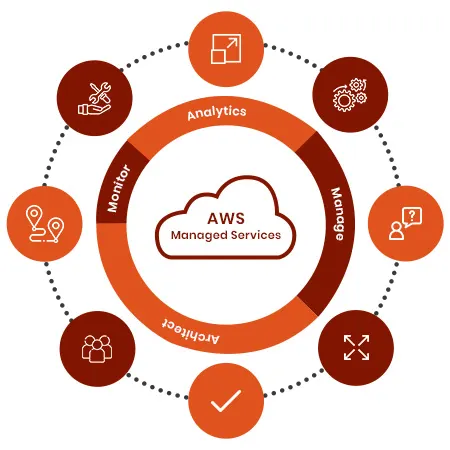 Analytics
Monitor
Manage
AWS
Managed Services
Architect
?